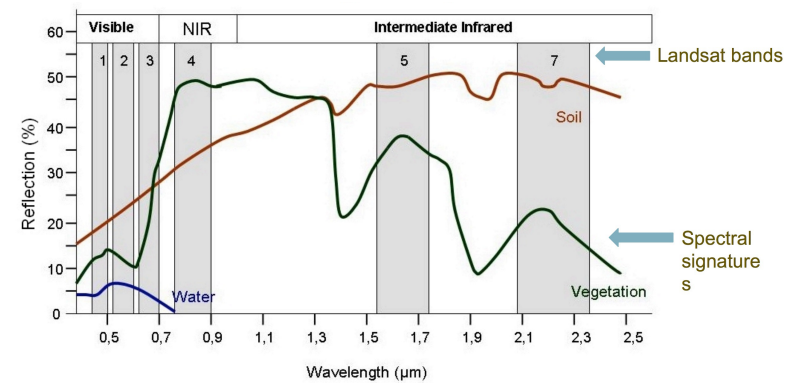 Visible NIR Intermediate Infrared
60
1 2 3 4 5 7
Landsat bands
50
40
Soil
30
Reflection (%)
20
Spectral
signature
s
10
Water
Vegetation
0
0,5 0,7 0,9 1,1 1,3 1,5 1,7 1,9 2,1 2,3 2,5
Wavelength (µm)